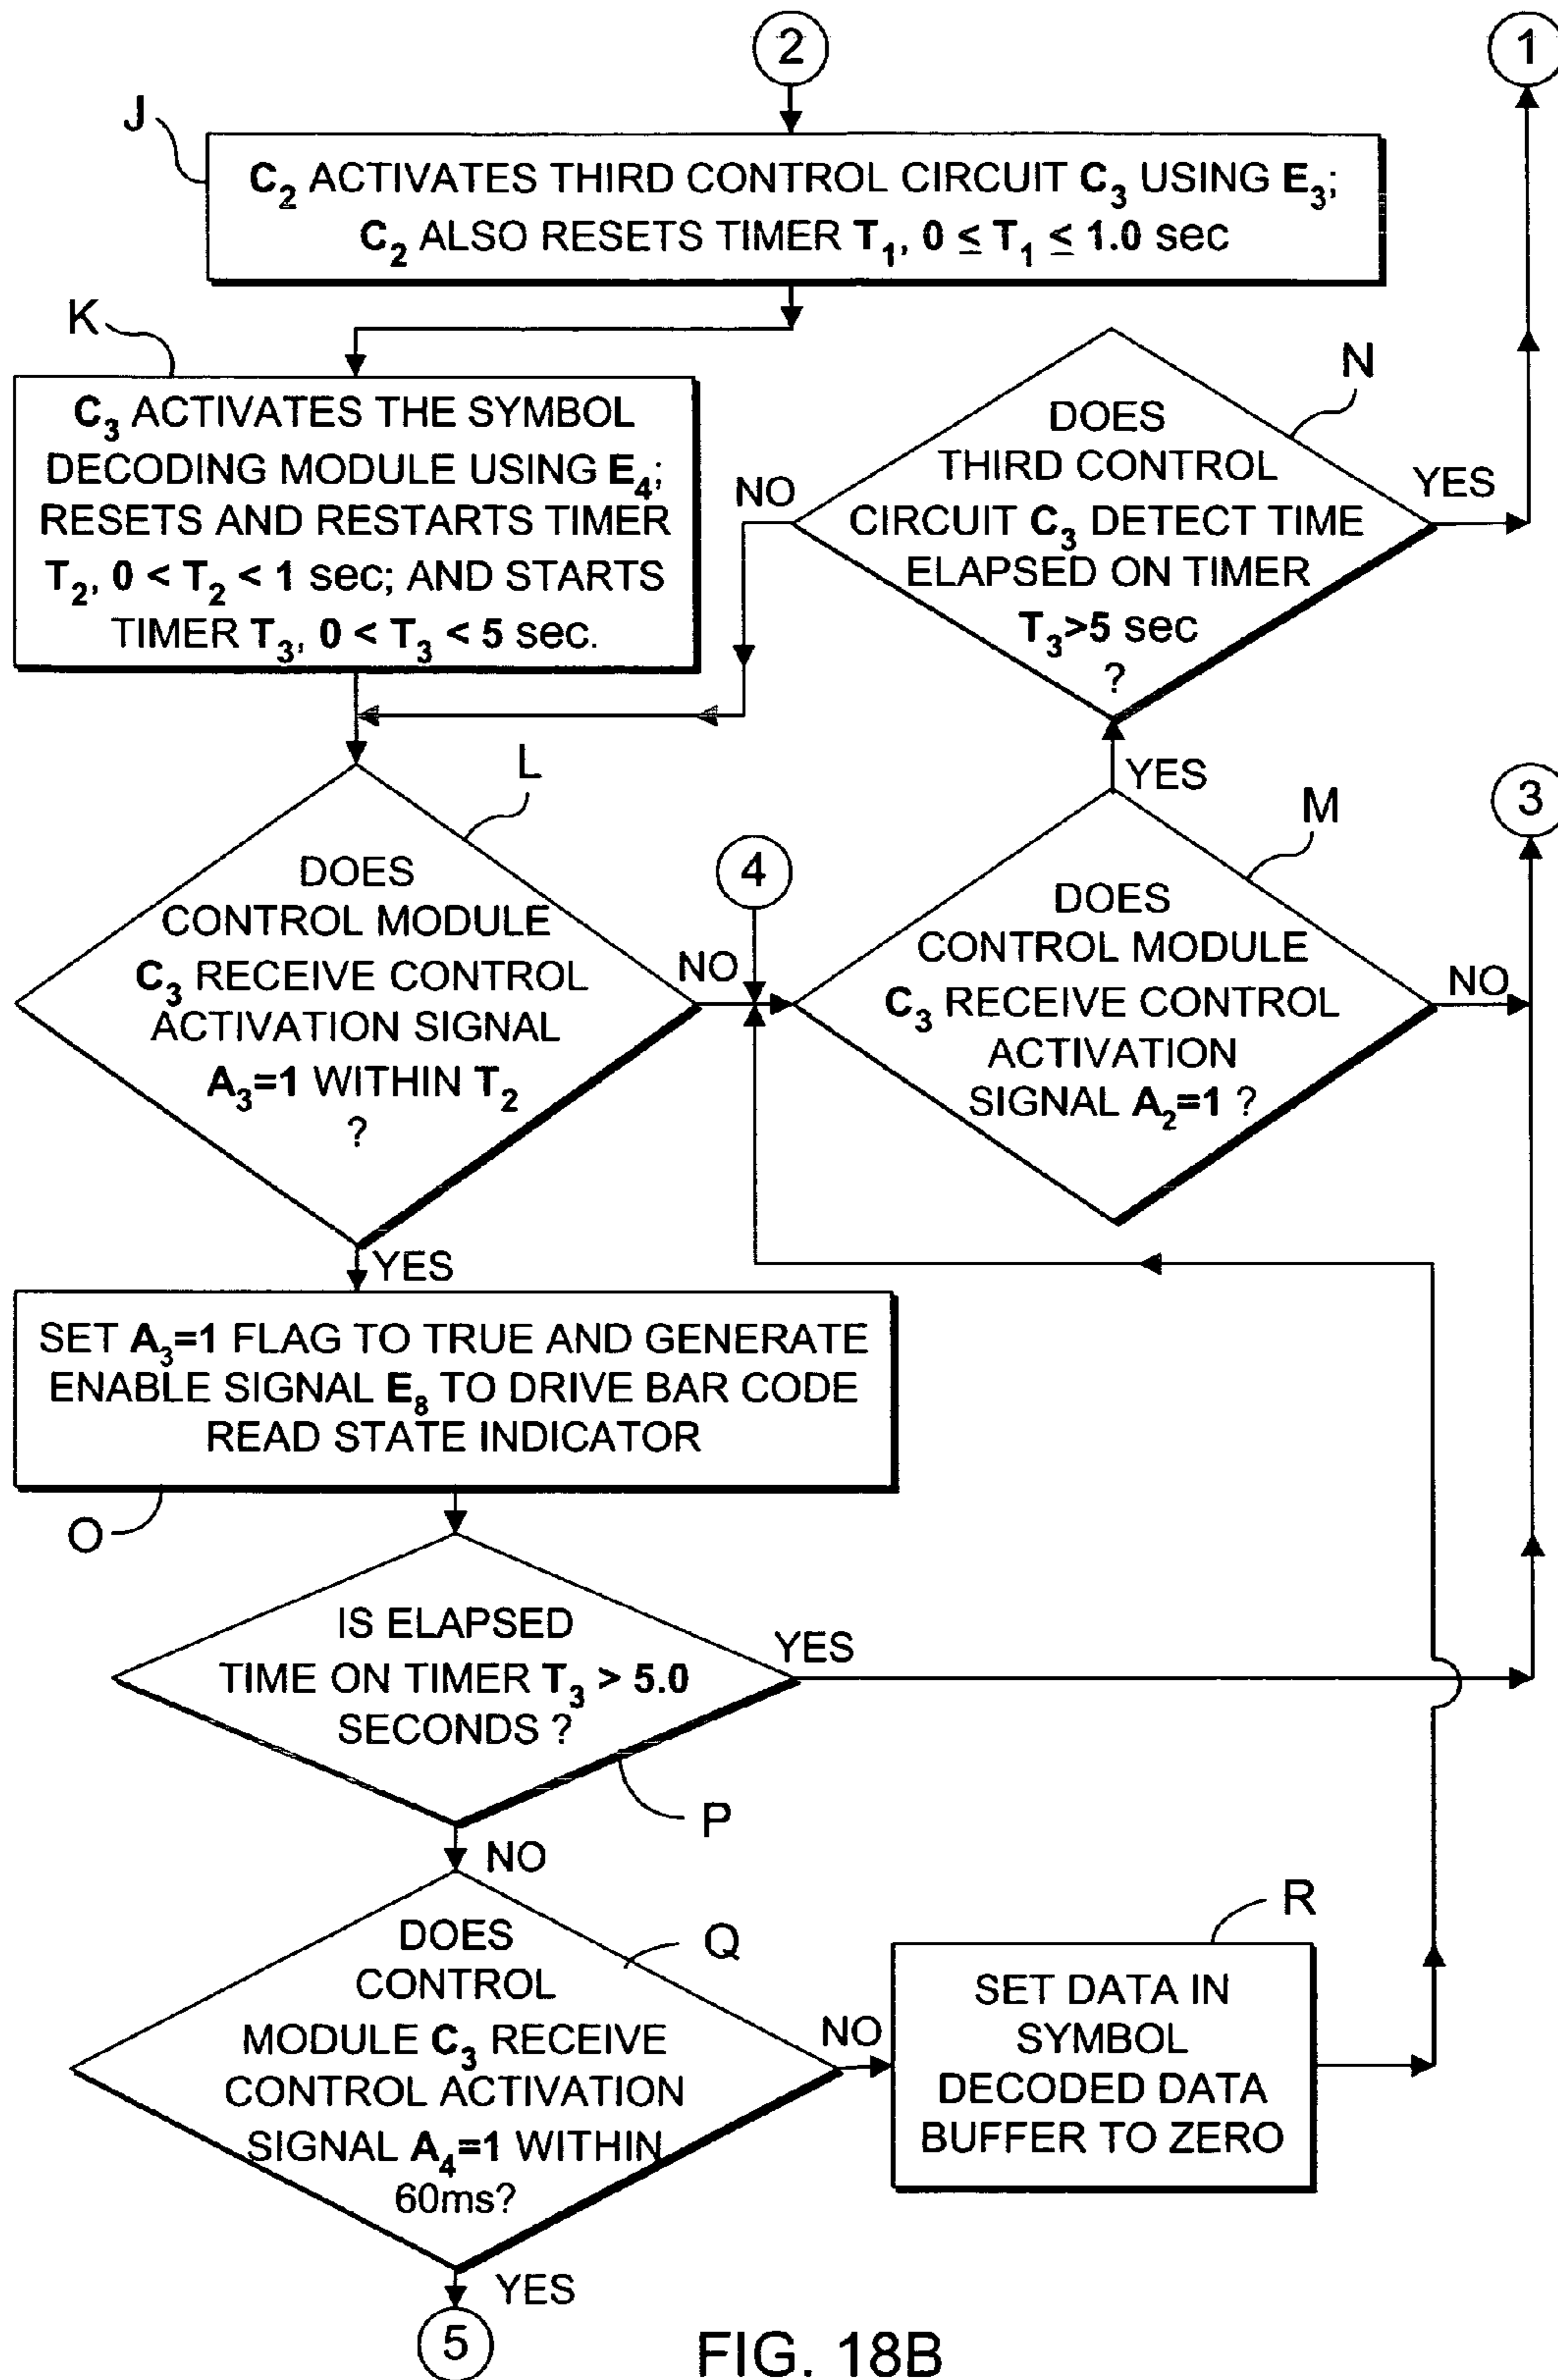 2
1
J
C₂ ACTIVATES THIRD CONTROL CIRCUIT C₃ USING E₃;
C₂ ALSO RESETS TIMER T₁, 0 ≤ T₁ ≤ 1.0 sec
K
C₃ ACTIVATES THE SYMBOL
DECODING MODULE USING E₄;
RESETS AND RESTARTS TIMER
T₂, 0 < T₂ < 1 sec; AND STARTS
TIMER T₃, 0 < T₃ < 5 sec.
N
DOES
THIRD CONTROL
CIRCUIT C₃ DETECT TIME
ELAPSED ON TIMER
T₃>5 sec
?
NO
YES
L
DOES
CONTROL MODULE
C₃ RECEIVE CONTROL
ACTIVATION SIGNAL
A₃=1 WITHIN T₂
?
NO
YES
4
YES
M
3
DOES
CONTROL MODULE
C₃ RECEIVE CONTROL
ACTIVATION
SIGNAL A₂=1 ?
NO
SET A₃=1 FLAG TO TRUE AND GENERATE
ENABLE SIGNAL E₈ TO DRIVE BAR CODE
READ STATE INDICATOR
O
IS ELAPSED
TIME ON TIMER T₃ > 5.0
SECONDS ?
YES
P
NO
DOES
CONTROL
MODULE C₃ RECEIVE
CONTROL ACTIVATION
SIGNAL A₄=1 WITHIN
60ms?
Q
NO
R
SET DATA IN
SYMBOL
DECODED DATA
BUFFER TO ZERO
YES
5
FIG. 18B